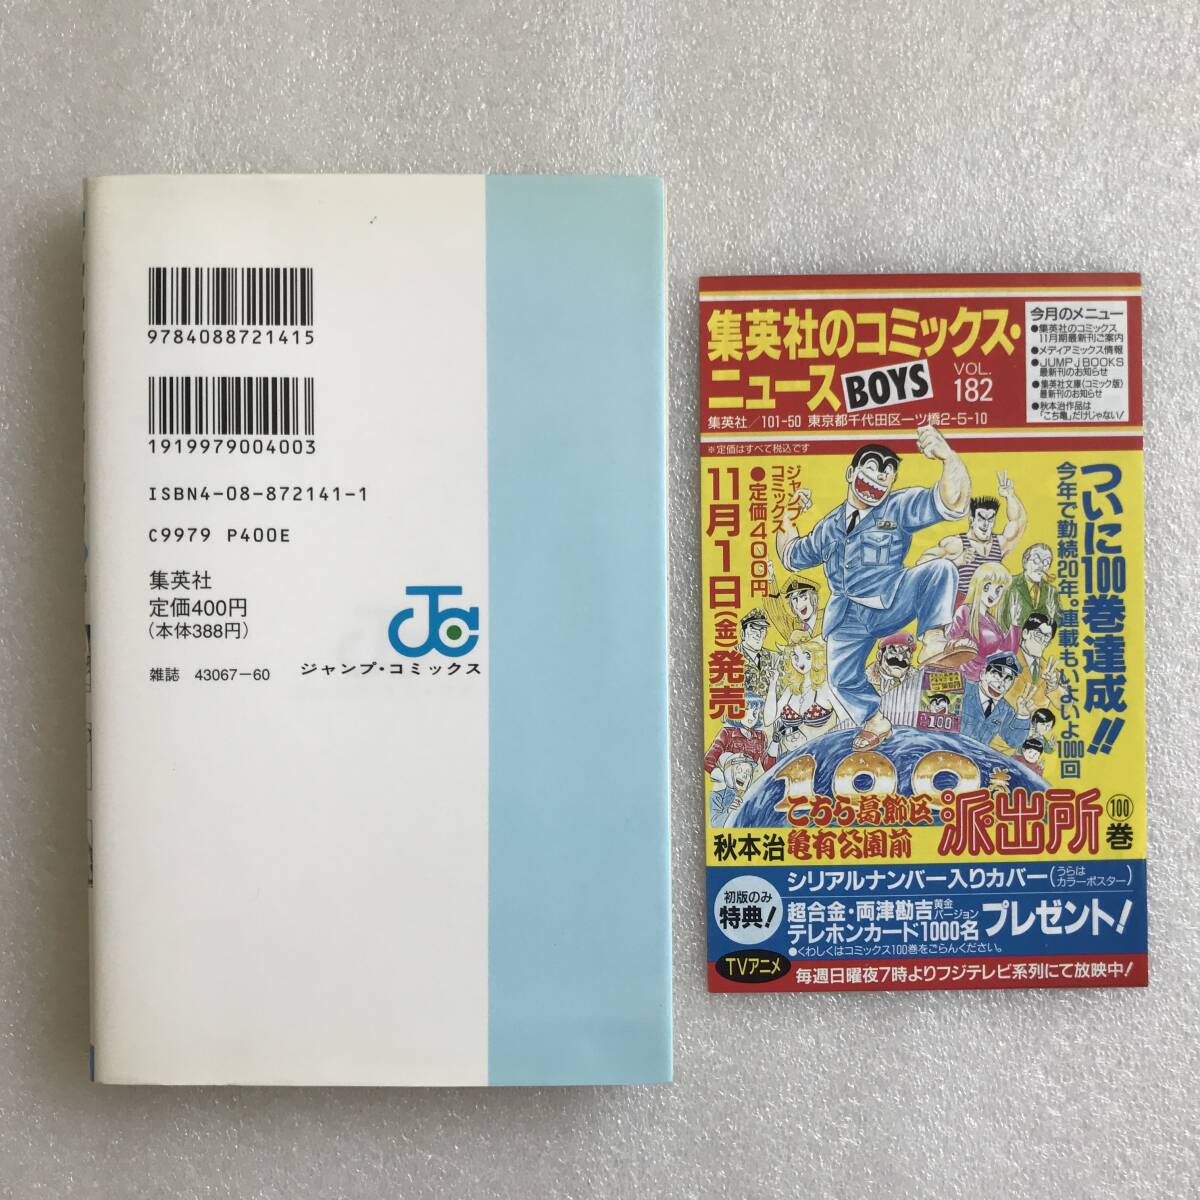 9784088721415
1919979004003
ISBN4-08-872141-1
C9979 P400E
集英社
定価400円
(本体388円)
雑誌 43067-60
ジャンプ・コミックス
集英社のコミックス・
ニュース BOYS
VOL.
182
集英社/101-50 東京都千代田区一ツ橋2-5-10
今月のメニュー
●集英社のコミックス
11月期最新刊ご案内
●メディアミックス情報
●JUMP J BOOKS
最新刊のお知らせ
●集英社文庫(コミック版)
最新刊のお知らせ
●秋本治作品は
「こち亀」だけじゃない!
※定価はすべて税込です
ついに100巻達成!!
今年で勤続20年。連載もいよいよ1000回
ジャンプ・
コミックス
●定価400円
11月1日(金)発売
100巻
こちら葛飾区
亀有公園前
派出所
100
巻
秋本治
初版のみ
特典!
シリアルナンバー入りカバー(うらは
カラーポスター)
超合金・両津勘吉黄金
バージョン
テレホンカード1000名
プレゼント!
●くわしくはコミックス100巻をごらんください。
TVアニメ
毎週日曜夜7時よりフジテレビ系列にて放映中!